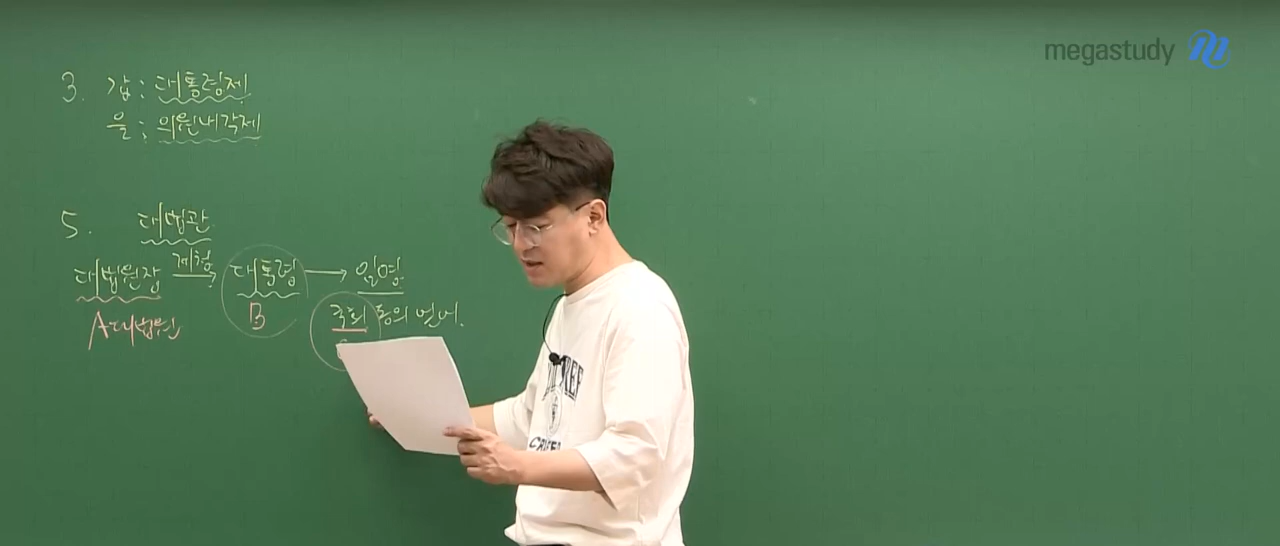 megastudy
3. 갑 : 대통령제
을 : 의원내각제
5. 대법관
대법원장 제청→ 대통령 → 임명
A 대법원 B 국회 동의 얻어.